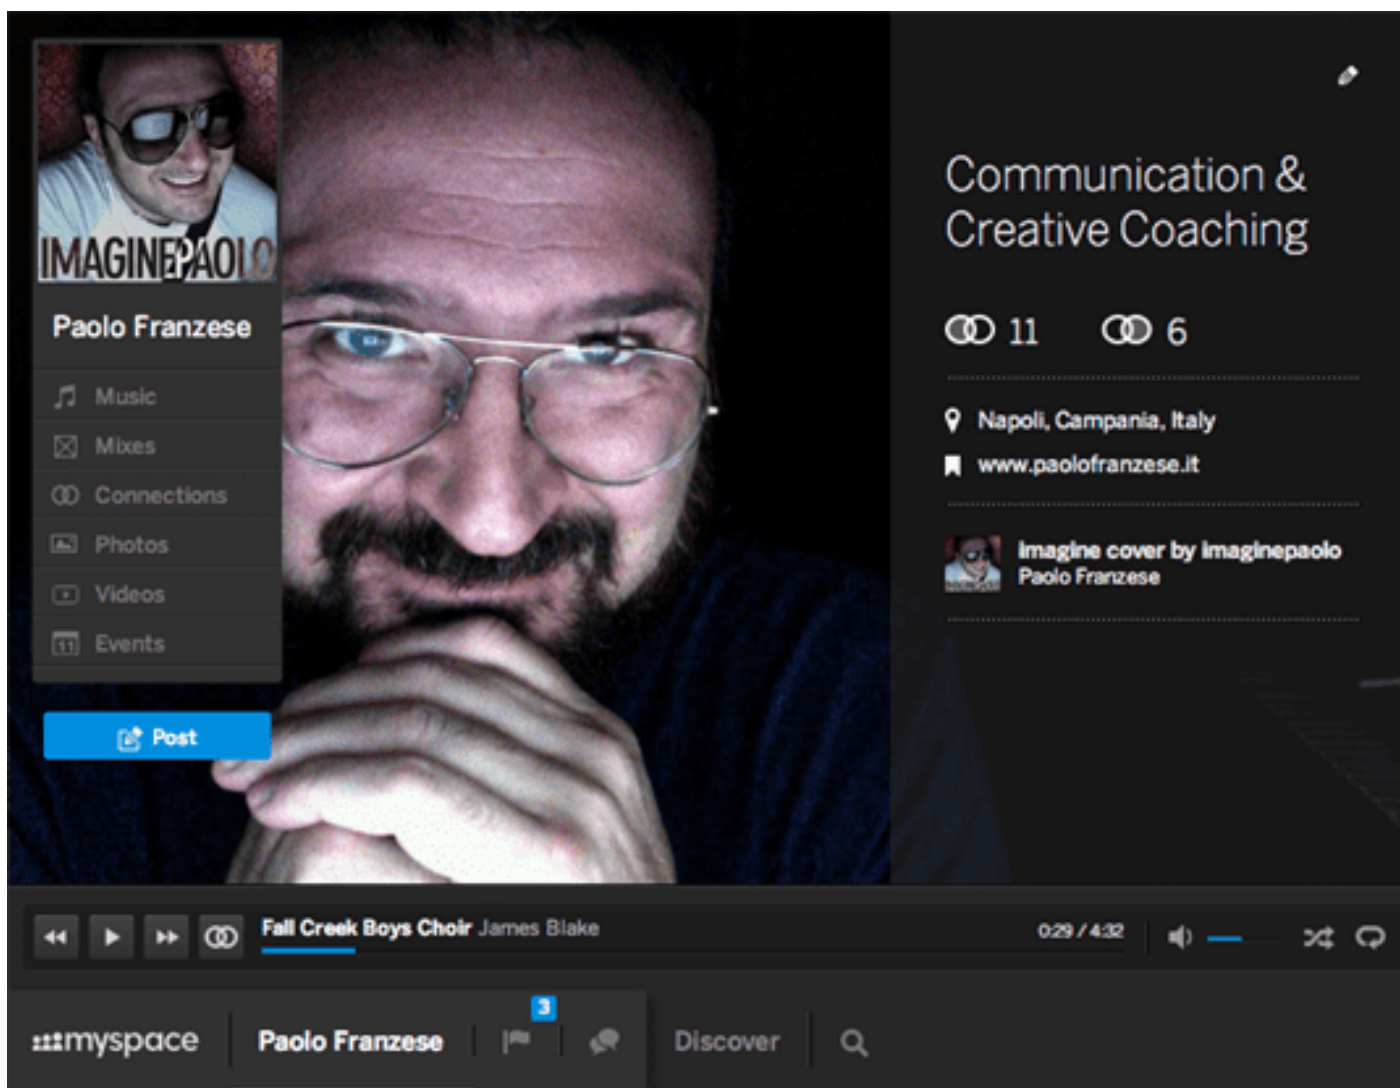 IMAGINEPAOLO
Paolo Franzese
Music
Mixes
Connections
Photos
Videos
11 Events
Post
Communication &
Creative Coaching
11 6
Napoli, Campania, Italy
www.paolofranzese.it
imagine cover by imaginepaolo
Paolo Franzese
Fall Creek Boys Choir James Blake 0:29 / 4:32
3
myspace Paolo Franzese Discover